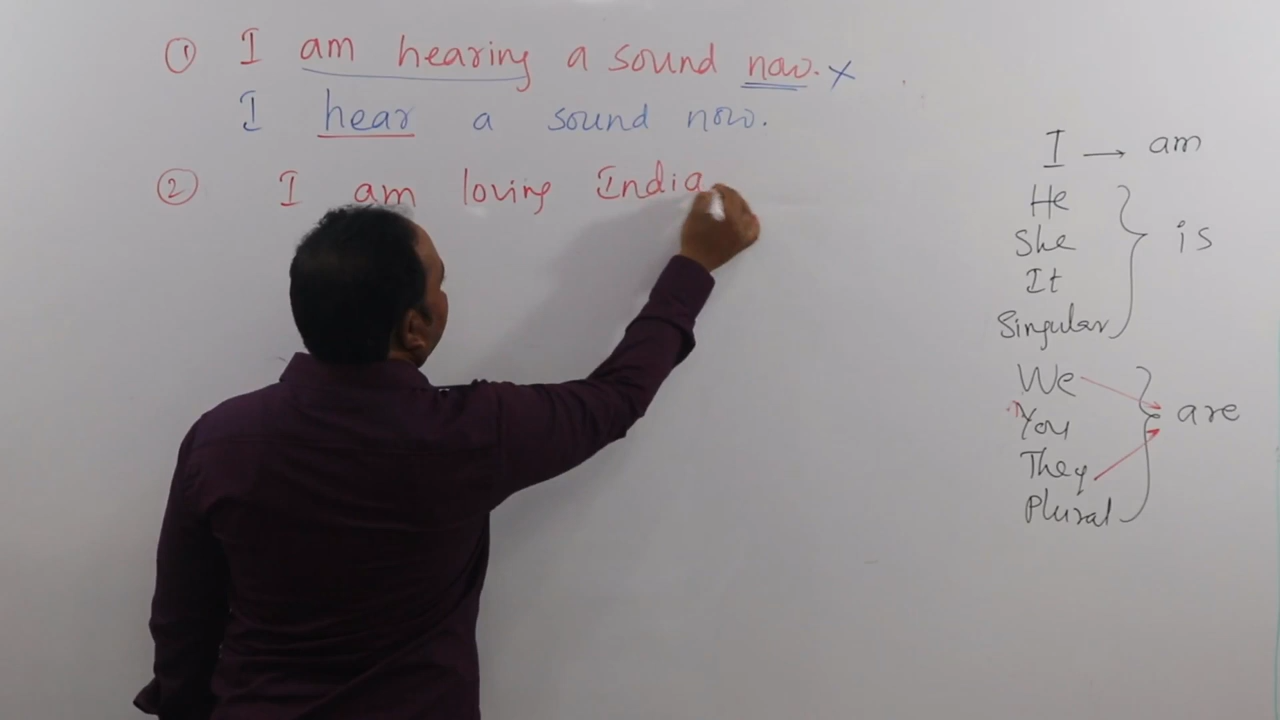 ① I am hearing a sound now. ×
I hear a sound now.
② I am loving India
I → am
He
She
It
Singular
is
We
You
They
Plural
are